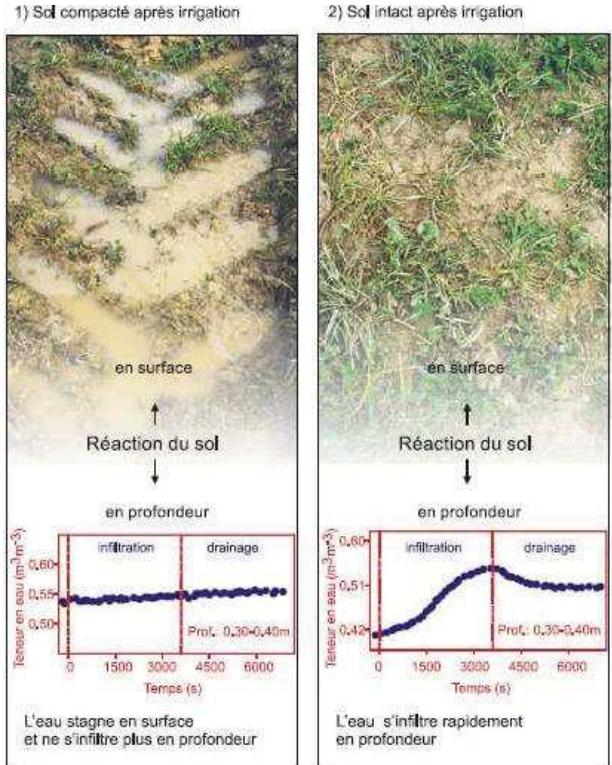 1) Sol compacté après irrigation
en surface
Réaction du sol
en profondeur
Teneur en eau (m³m-³)
infiltration
drainage
0.60
0.55
0.50
Prof.: 0.30-0.40m
0
1500
3000
4500
6000
Temps (s)
L'eau stagne en surface
et ne s'infiltre plus en profondeur
2) Sol intact après irrigation
en surface
Réaction du sol
en profondeur
Teneur en eau (m³m-³)
infiltration
drainage
0.60
0.51
0.42
Prof.: 0.30-0.40m
0
1500
3000
4500
6000
Temps (s)
L'eau s'infiltre rapidement
en profondeur